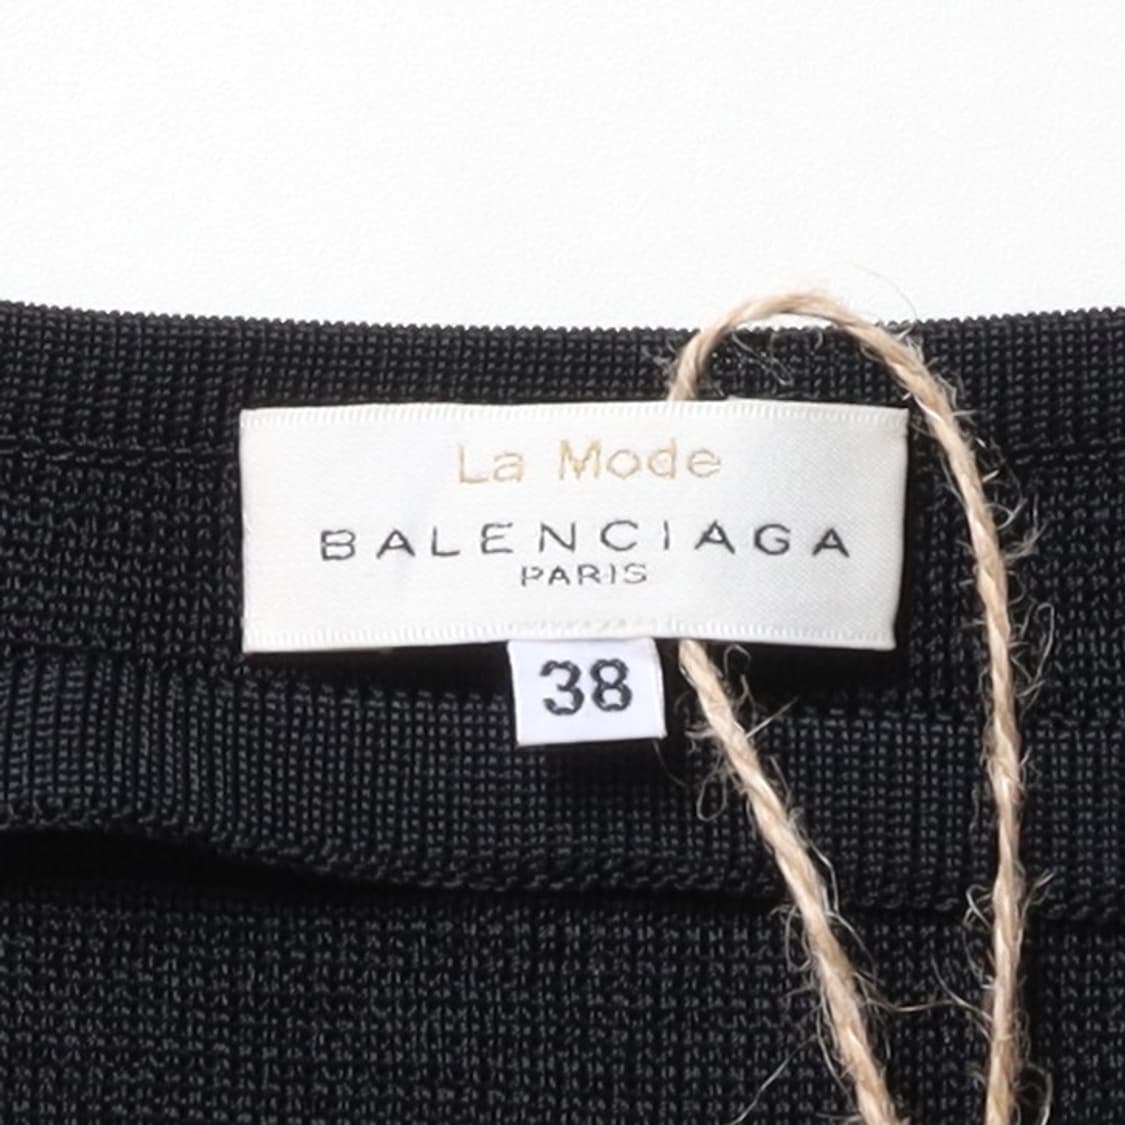 La Mode
BALENCIAGA
PARIS
38